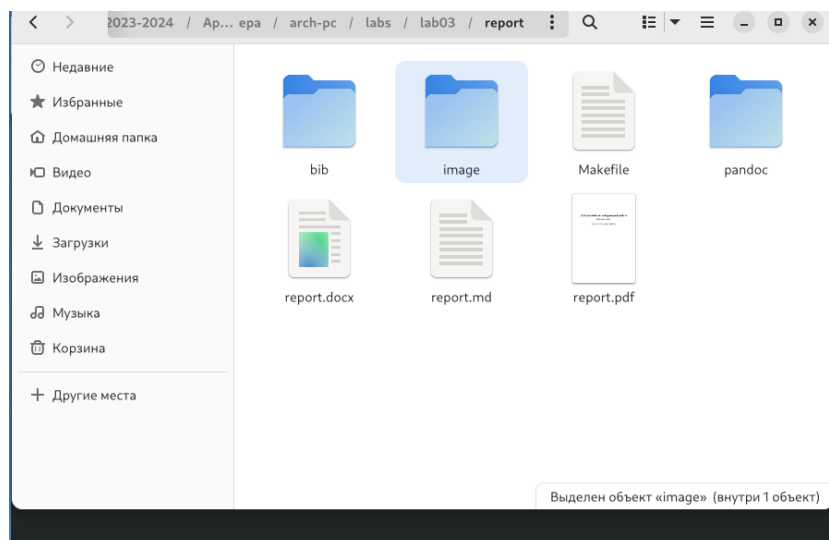 2023-2024 / Ap... ера / arch-pc / labs / lab03 / report
Недавние
Избранные
Домашняя папка
Видео
Документы
Загрузки
Изображения
Музыка
Корзина
Другие места
bib
image
Makefile
pandoc
report.docx
report.md
report.pdf
Выделен объект «image» (внутри 1 объект)